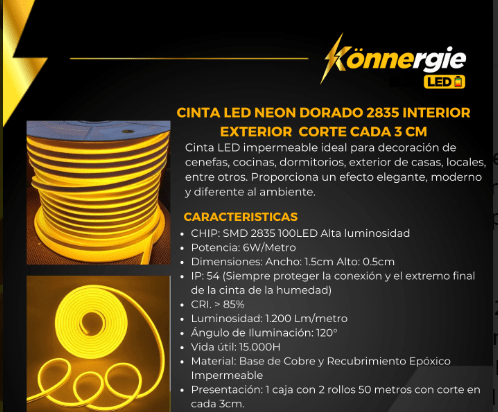 Könnergie
LED
CINTA LED NEON DORADO 2835 INTERIOR
EXTERIOR CORTE CADA 3 CM
Cinta LED impermeable ideal para decoración de
cenefas, cocinas, dormitorios, exterior de casas, locales,
entre otros. Proporciona un efecto elegante, moderno
y diferente al ambiente.
CARACTERISTICAS
• CHIP: SMD 2835 100LED Alta luminosidad
• Potencia: 6W/Metro
• Dimensiones: Ancho: 1.5cm Alto: 0.5cm
• IP: 54 (Siempre proteger la conexión y el extremo final
de la cinta de la humedad)
• CRI. > 85%
• Luminosidad: 1.200 Lm/metro
• Ángulo de Iluminación: 120°
• Vida útil: 15.000H
• Material: Base de Cobre y Recubrimiento Epóxico
Impermeable
• Presentación: 1 caja con 2 rollos 50 metros con corte en
cada 3cm.